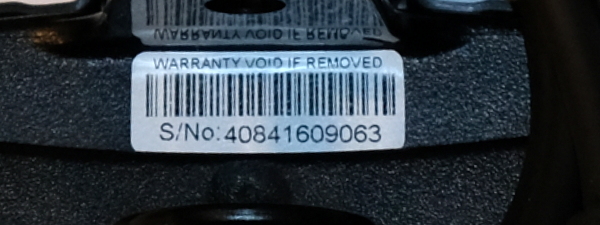 WARRANTY VOID IF REMOVED
S/No: 40841609063